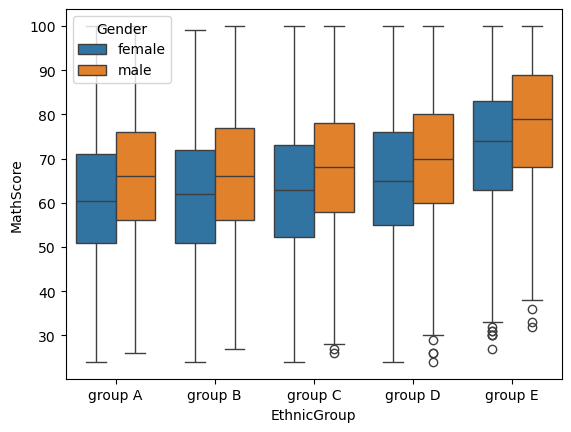 Gender
female
male
MathScore
100
90
80
70
60
50
40
30
group A group B group C group D group E
EthnicGroup